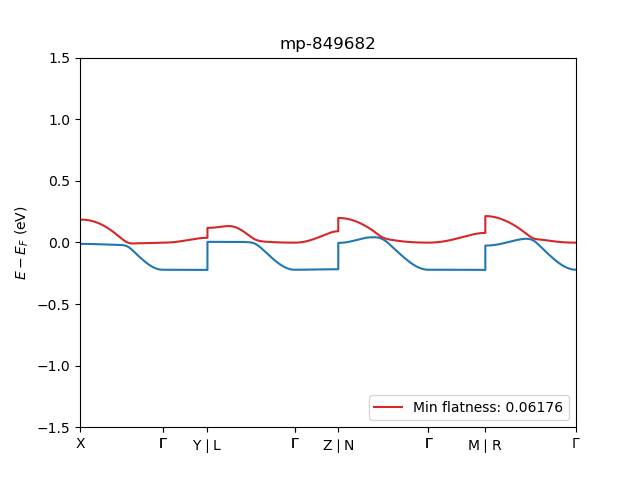 mp-849682
1.5
1.0
0.5
0.0
−0.5
−1.0
−1.5
E − E_F (eV)
Min flatness: 0.06176
X Γ Y | L Γ Z | N Γ M | R Γ